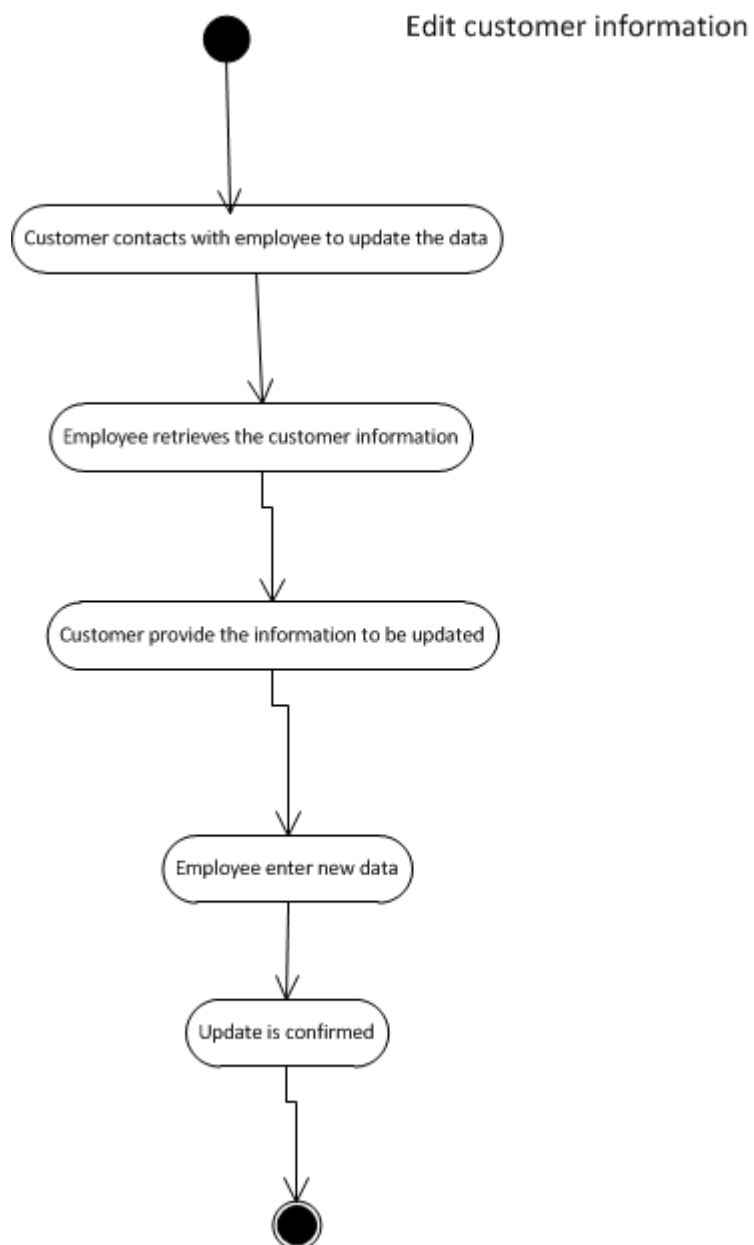 Edit customer information
Customer contacts with employee to update the data
Employee retrieves the customer information
Customer provide the information to be updated
Employee enter new data
Update is confirmed